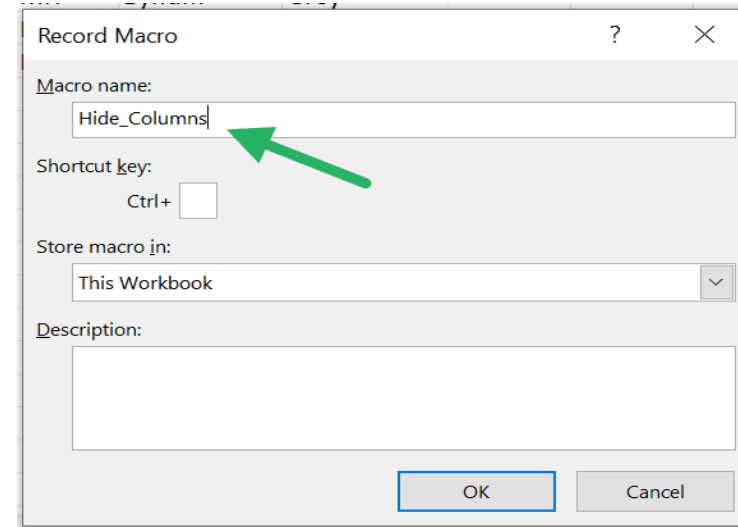 Record Macro ?
Macro name:
Hide_Columns
Shortcut key:
Ctrl+
Store macro in:
This Workbook
Description:
OK Cancel